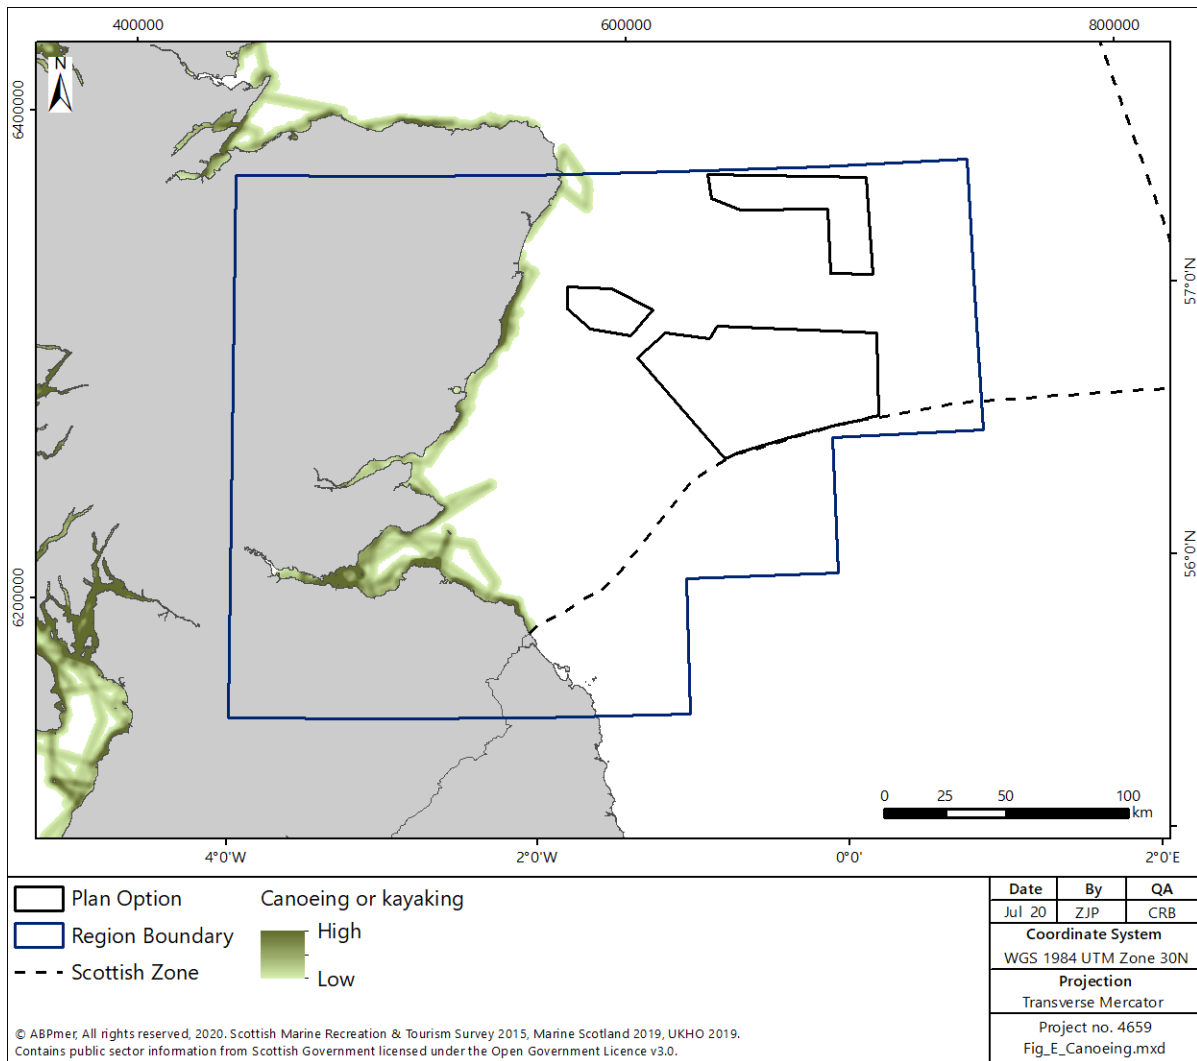 400000
600000
800000
N
6400000
6200000
57°0'N
56°0'N
0
25
50
100
km
4°0'W
2°0'W
0°0'
2°0'E
Plan Option
Region Boundary
Scottish Zone
Canoeing or kayaking
High
Low
Date By QA
Jul 20 ZJP CRB
Coordinate System
WGS 1984 UTM Zone 30N
Projection
Transverse Mercator
Project no. 4659
Fig_E_Canoeing.mxd
© ABPmer, All rights reserved, 2020. Scottish Marine Recreation & Tourism Survey 2015, Marine Scotland 2019, UKHO 2019.
Contains public sector information from Scottish Government licensed under the Open Government Licence v3.0.